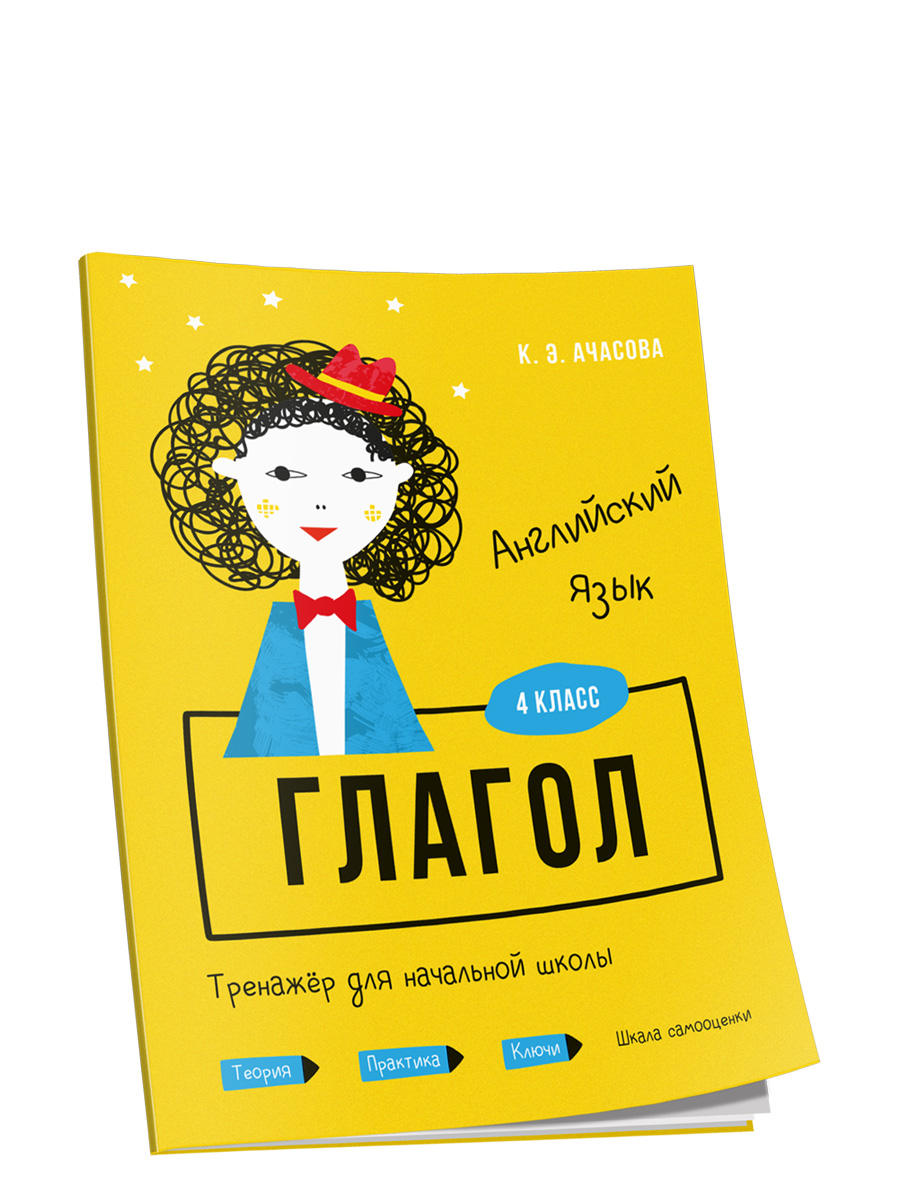 К. Э. АЧАСОВА
Английский
язык
4 КЛАСС
ГЛАГОЛ
Тренажёр для начальной школы
Теория
Практика
Ключи
Шкала самооценки